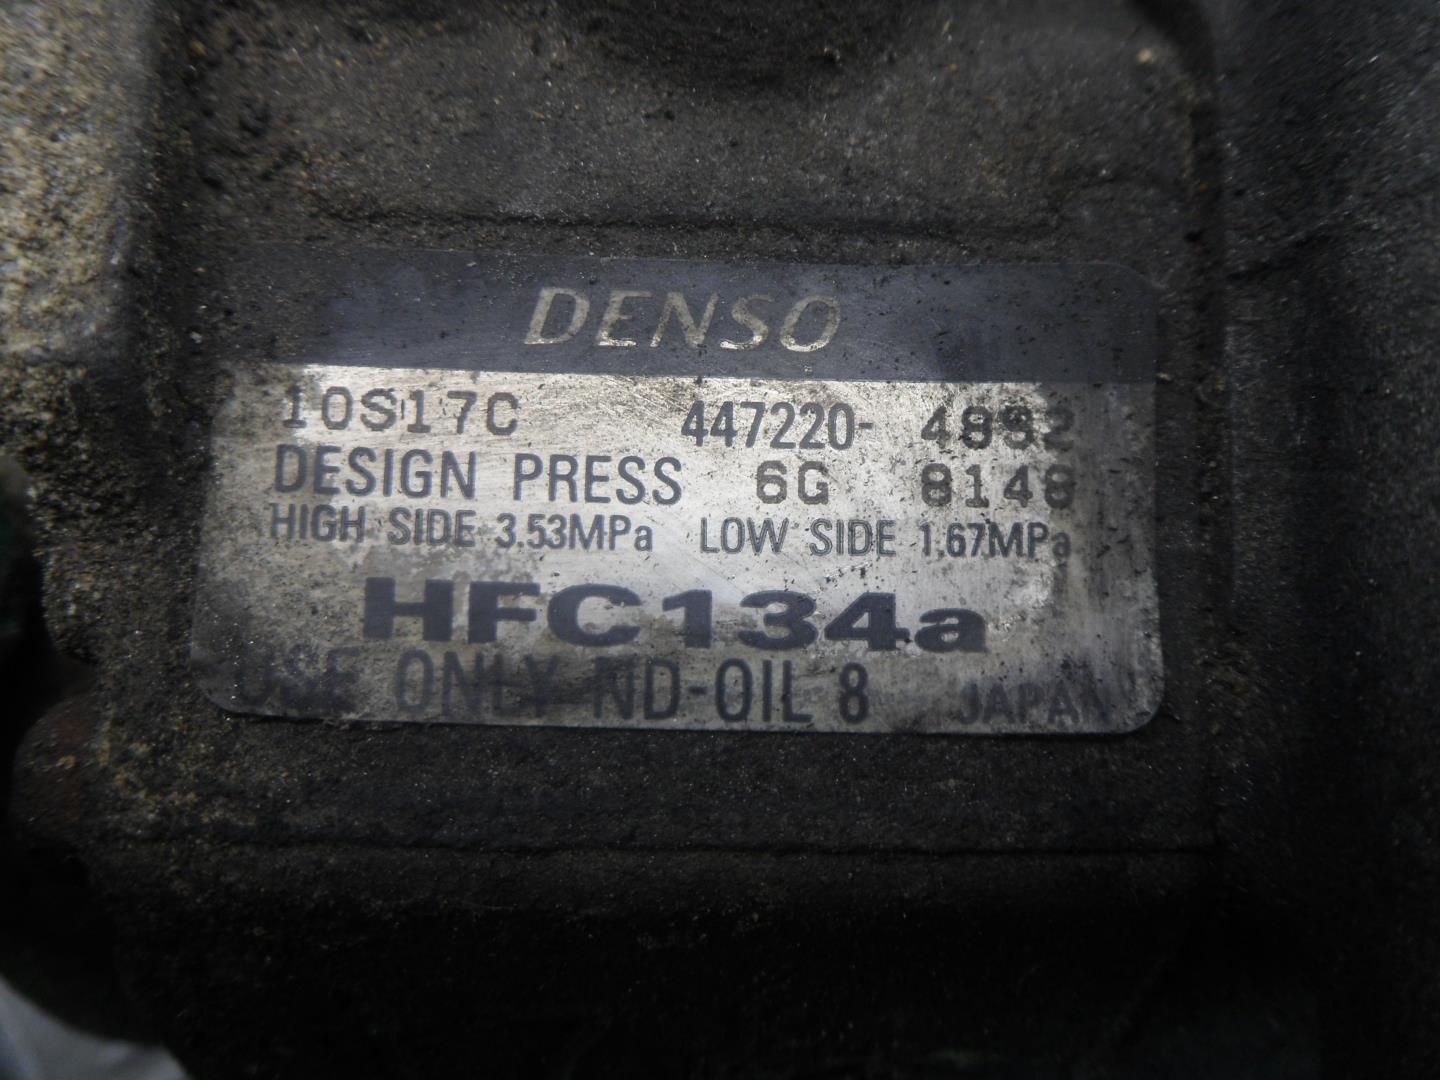 DENSO
10S17C 447220-
DESIGN PRESS 6G 8148
HIGH SIDE 3.53MPa LOW SIDE 1.67MPa
HFC134a
USE ONLY ND-OIL 8 JAPAN